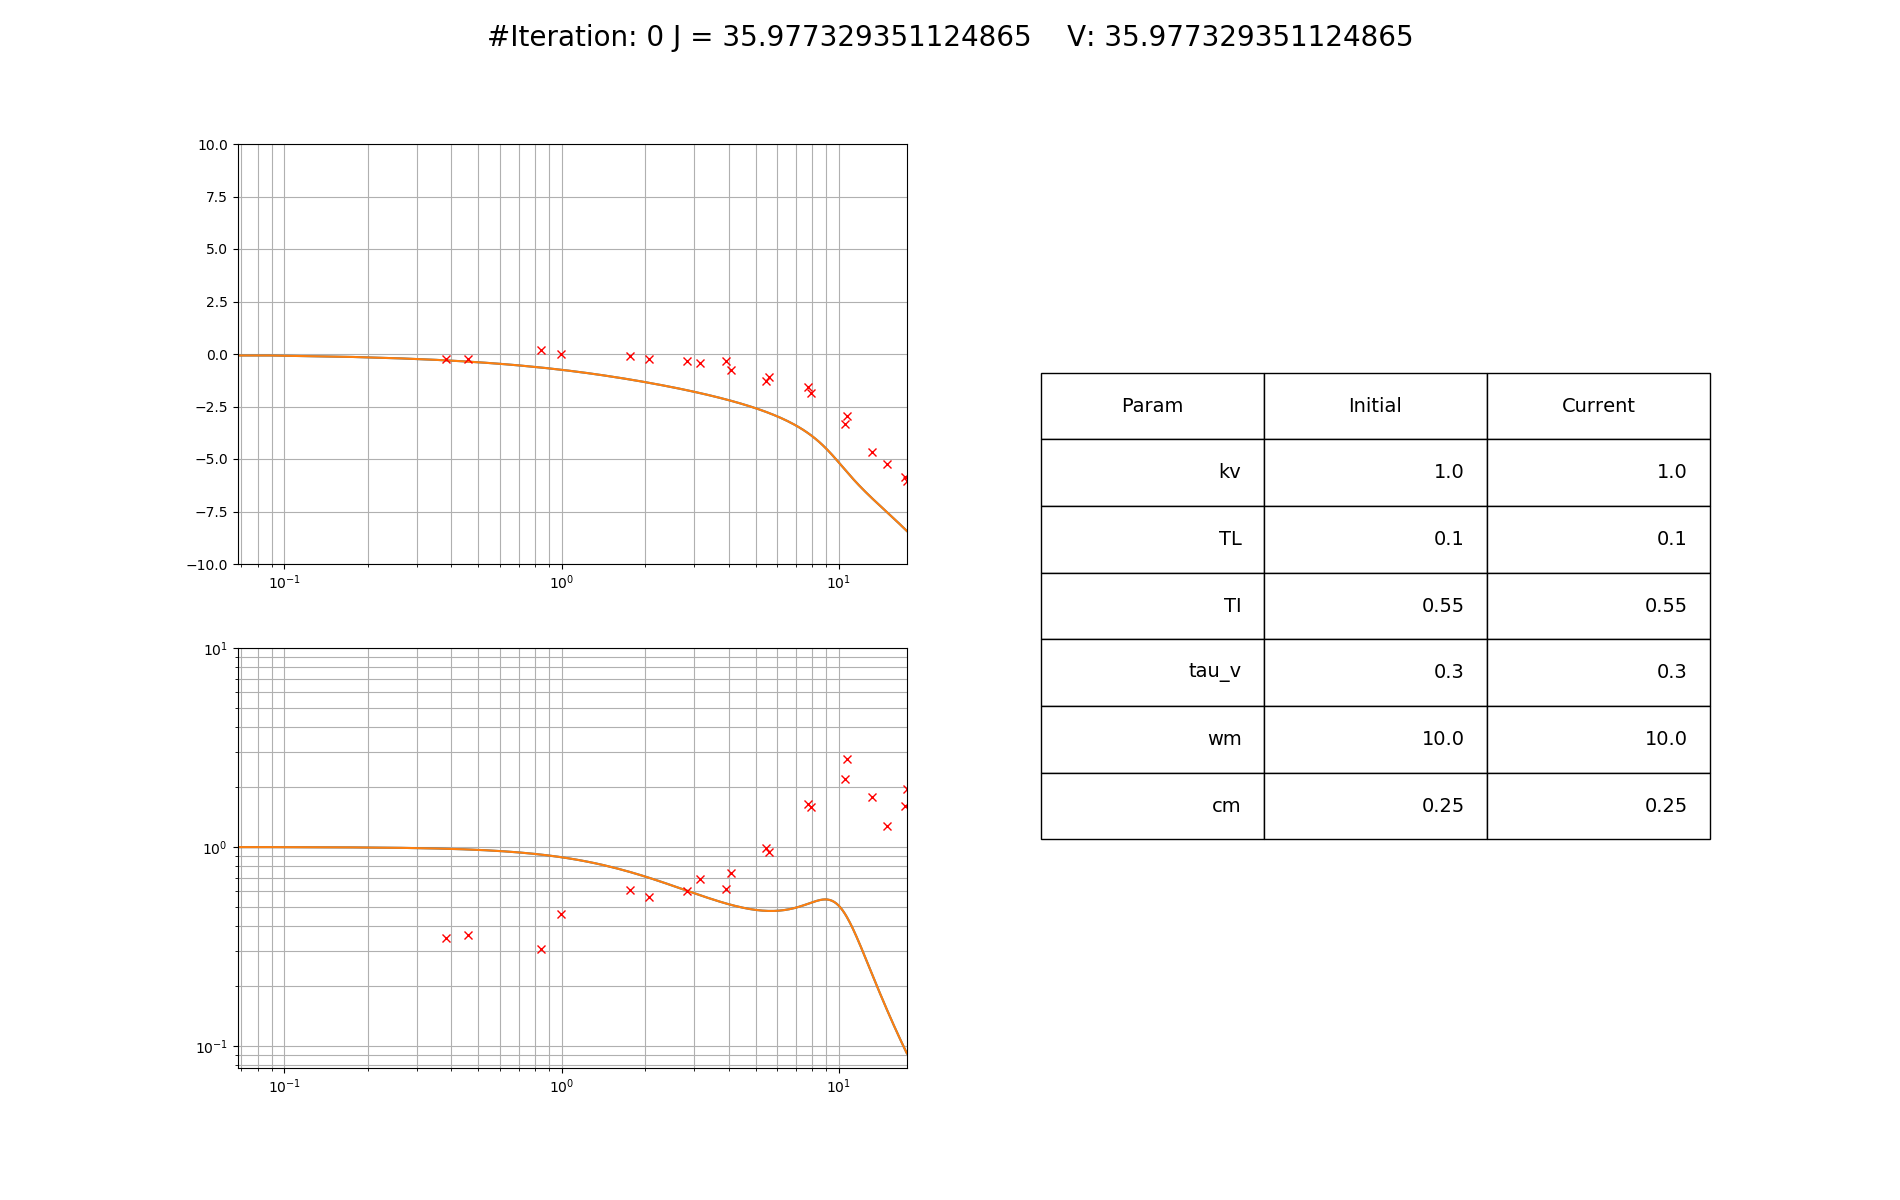 #Iteration: 0 J = 35.977329351124865    V: 35.977329351124865
10.0
7.5
5.0
2.5
0.0
−2.5
−5.0
−7.5
−10.0
10⁻¹ 10⁰ 10¹
10¹
10⁰
10⁻¹
10⁻¹ 10⁰ 10¹
Param Initial Current
kv 1.0 1.0
TL 0.1 0.1
TI 0.55 0.55
tau_v 0.3 0.3
wm 10.0 10.0
cm 0.25 0.25